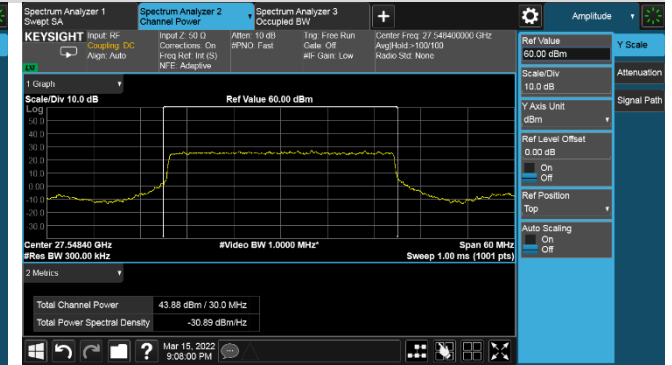 Spectrum Analyzer 1
Swept SA
Spectrum Analyzer 2
Channel Power
Spectrum Analyzer 3
Occupied BW
+
Amplitude
KEYSIGHT
Input: RF
Coupling: DC
Align: Auto
Input Z: 50 Ω
Corrections: On
Freq Ref: Int (S)
NFE: Adaptive
Atten: 10 dB
#PNO: Fast
Trig: Free Run
Gate: Off
#IF Gain: Low
Center Freq: 27.548400000 GHz
Avg|Hold:>100/100
Radio Std: None
LXI
1 Graph
Scale/Div 10.0 dB
Ref Value 60.00 dBm
Log
50.0
40.0
30.0
20.0
10.0
0.00
-10.0
-20.0
-30.0
Center 27.54840 GHz
#Video BW 1.0000 MHz*
Span 60 MHz
#Res BW 300.00 kHz
Sweep 1.00 ms (1001 pts)
2 Metrics
Total Channel Power 43.88 dBm / 30.0 MHz
Total Power Spectral Density -30.89 dBm/Hz
?
Mar 15, 2022
9:08:00 PM
Ref Value
60.00 dBm
Scale/Div
10.0 dB
Y Axis Unit
dBm
Ref Level Offset
0.00 dB
On
Off
Ref Position
Top
Auto Scaling
On
Off
Y Scale
Attenuation
Signal Path